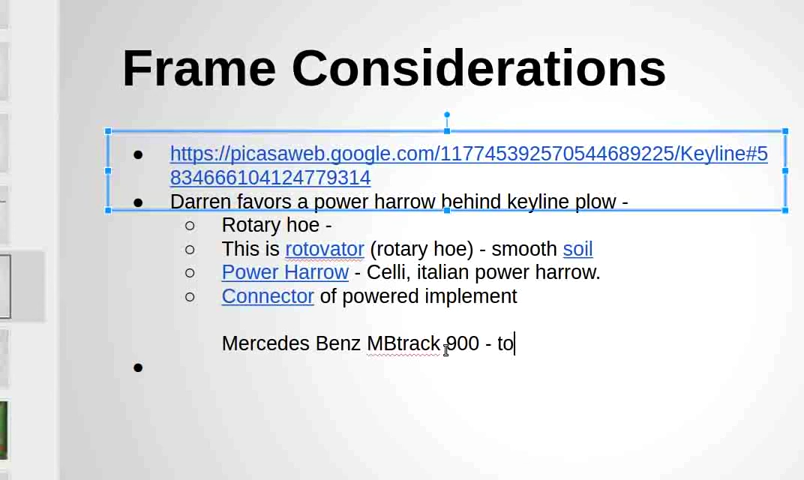 Frame Considerations
● https://picasaweb.google.com/117745392570544689225/Keyline#5
834666104124779314
● Darren favors a power harrow behind keyline plow -
○ Rotary hoe -
○ This is rotovator (rotary hoe) - smooth soil
○ Power Harrow - Celli, italian power harrow.
○ Connector of powered implement
Mercedes Benz MBtrack 900 - to
●